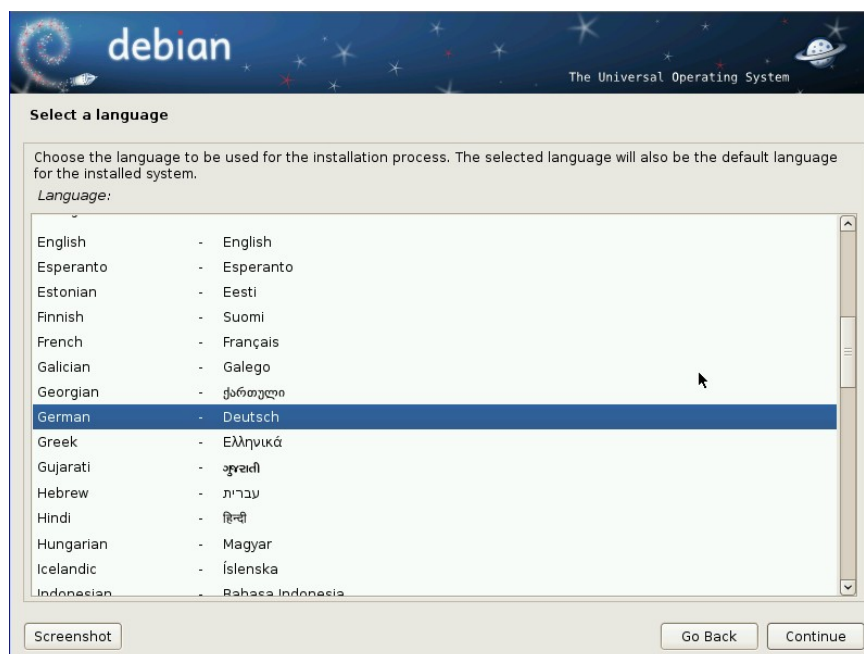 debian
The Universal Operating System
Select a language
Choose the language to be used for the installation process. The selected language will also be the default language
for the installed system.
Language:
English - English
Esperanto - Esperanto
Estonian - Eesti
Finnish - Suomi
French - Français
Galician - Galego
Georgian - ქართული
German - Deutsch
Greek - Ελληνικά
Gujarati - ગુજરાતી
Hebrew - עברית
Hindi - हिन्दी
Hungarian - Magyar
Icelandic - Íslenska
Indonesian - Bahasa Indonesia
Screenshot Go Back Continue